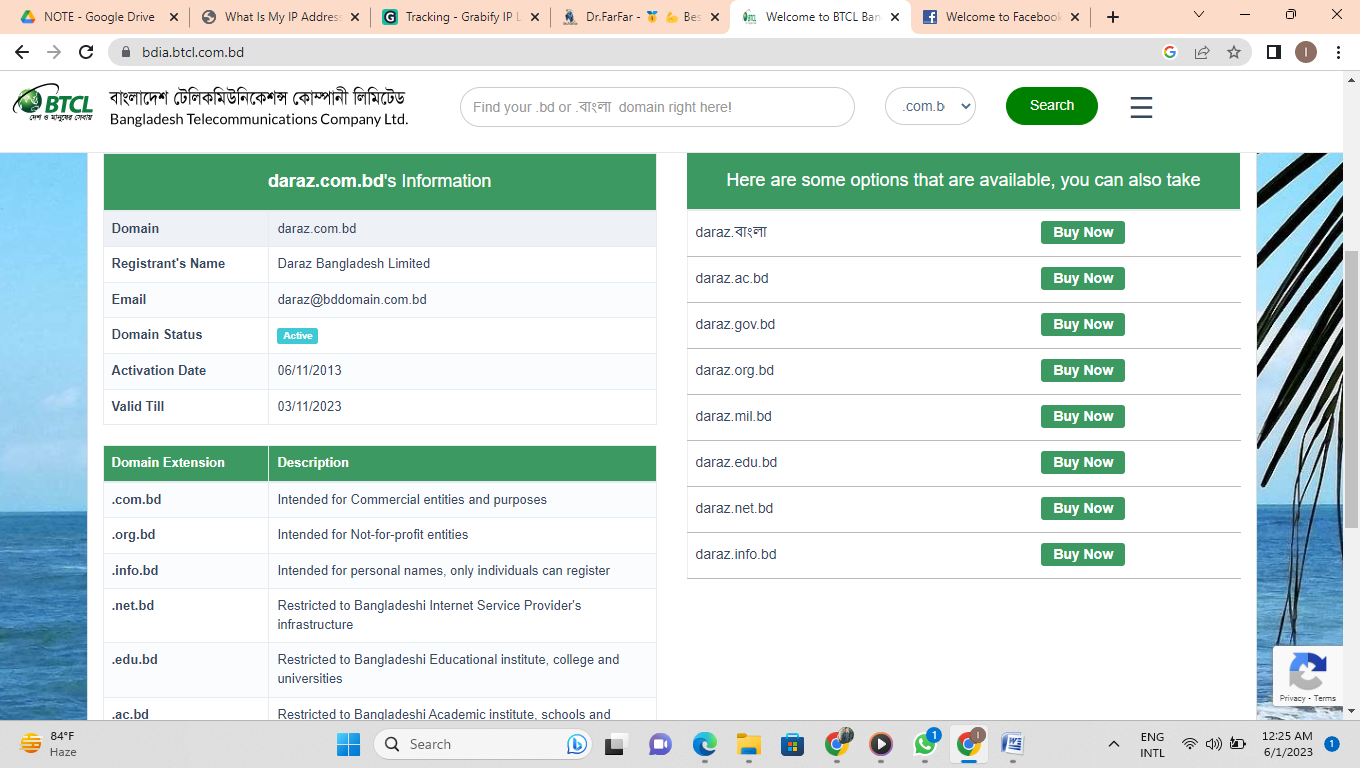 NOTE - Google Drive
What Is My IP Address
Tracking - Grabify IP L
Dr.FarFar - 🥇 💪 Bes
Welcome to BTCL Ban
Welcome to Facebook
bdia.btcl.com.bd
BTCL
দেশ ও মানুষের সেবায়
বাংলাদেশ টেলিকমিউনিকেশন্স কোম্পানী লিমিটেড
Bangladesh Telecommunications Company Ltd.
Find your .bd or .বাংলা domain right here!
.com.b
Search
daraz.com.bd's Information
Domain daraz.com.bd
Registrant's Name Daraz Bangladesh Limited
Email daraz@bddomain.com.bd
Domain Status Active
Activation Date 06/11/2013
Valid Till 03/11/2023
Domain Extension Description
.com.bd Intended for Commercial entities and purposes
.org.bd Intended for Not-for-profit entities
.info.bd Intended for personal names, only individuals can register
.net.bd Restricted to Bangladeshi Internet Service Provider's
infrastructure
.edu.bd Restricted to Bangladeshi Educational institute, college and
universities
.ac.bd Restricted to Bangladeshi Academic institute, schools and
Here are some options that are available, you can also take
daraz.বাংলা Buy Now
daraz.ac.bd Buy Now
daraz.gov.bd Buy Now
daraz.org.bd Buy Now
daraz.mil.bd Buy Now
daraz.edu.bd Buy Now
daraz.net.bd Buy Now
daraz.info.bd Buy Now
Privacy - Terms
84°F
Haze
Search
1
ENG
INTL
12:25 AM
6/1/2023
1